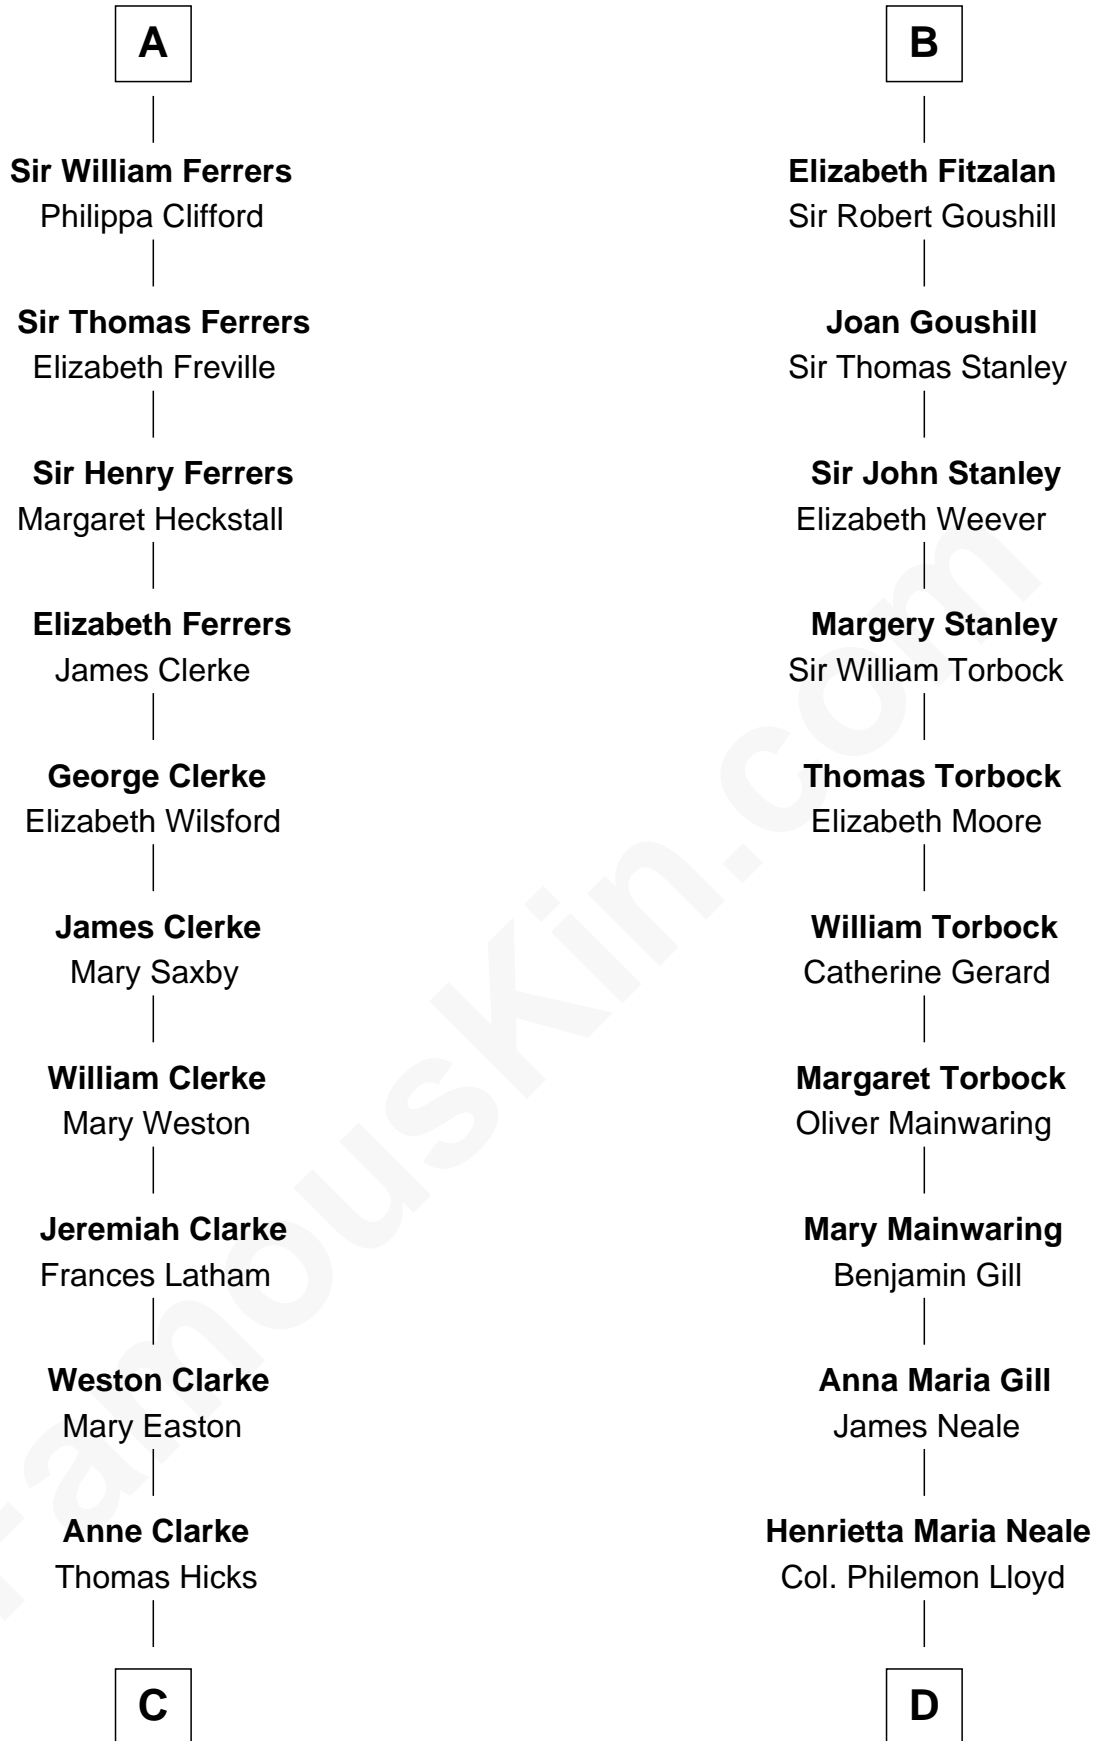 A
Sir William Ferrers
Philippa Clifford
Sir Thomas Ferrers
Elizabeth Freville
Sir Henry Ferrers
Margaret Heckstall
Elizabeth Ferrers
James Clerke
George Clerke
Elizabeth Wilsford
James Clerke
Mary Saxby
William Clerke
Mary Weston
Jeremiah Clarke
Frances Latham
Weston Clarke
Mary Easton
Anne Clarke
Thomas Hicks
C
B
Elizabeth Fitzalan
Sir Robert Goushill
Joan Goushill
Sir Thomas Stanley
Sir John Stanley
Elizabeth Weever
Margery Stanley
Sir William Torbock
Thomas Torbock
Elizabeth Moore
William Torbock
Catherine Gerard
Margaret Torbock
Oliver Mainwaring
Mary Mainwaring
Benjamin Gill
Anna Maria Gill
James Neale
Henrietta Maria Neale
Col. Philemon Lloyd
D
FamousKin.com